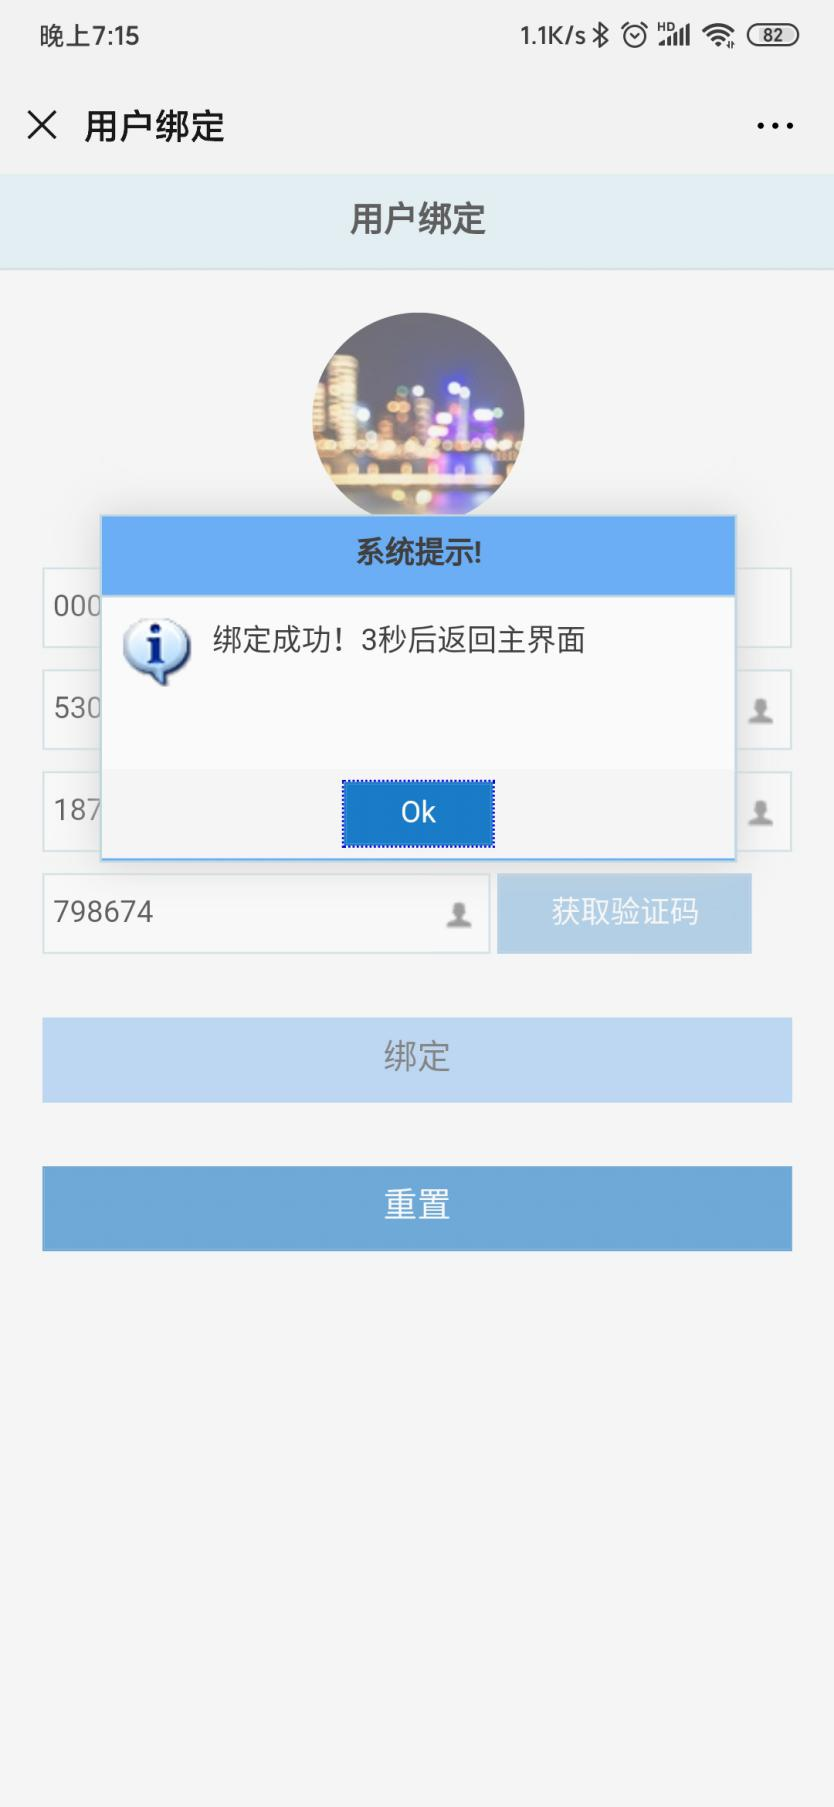 晚上7:15
1.1K/s HD 82
用户绑定
用户绑定
系统提示!
000
绑定成功！3秒后返回主界面
530
187
Ok
798674
获取验证码
绑定
重置